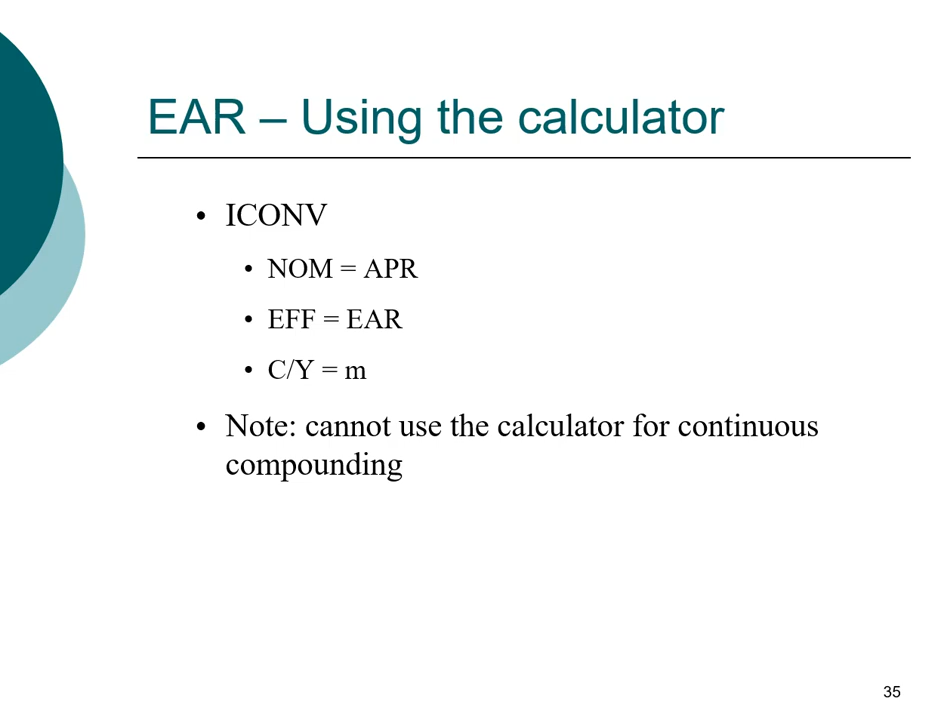 EAR – Using the calculator
• ICONV
• NOM = APR
• EFF = EAR
• C/Y = m
• Note: cannot use the calculator for continuous
compounding
35